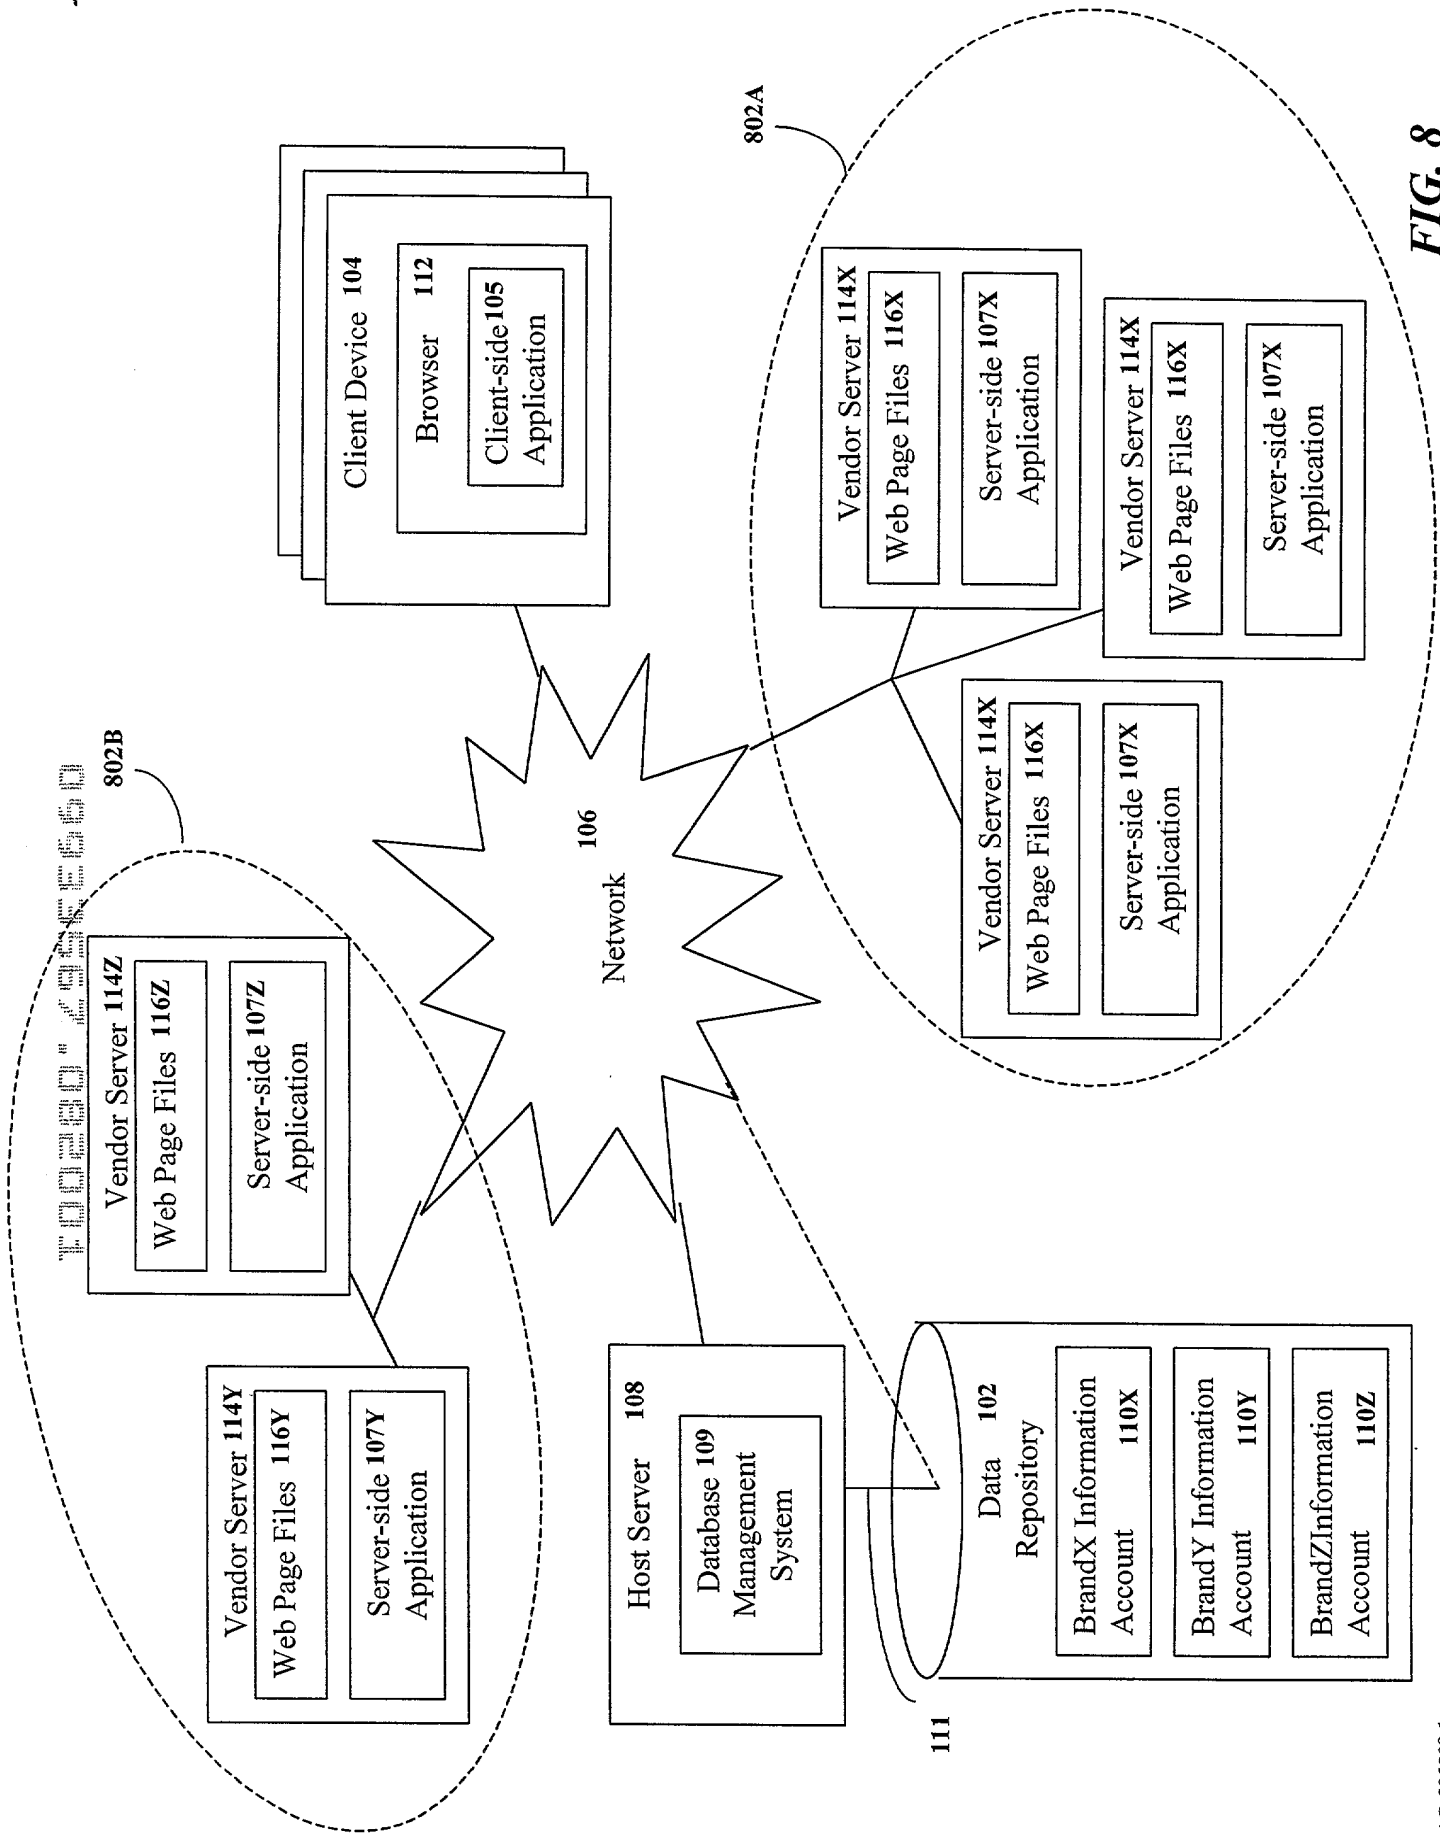 802B
Vendor Server 114Y
Web Page Files 116Y
Server-side 107Y
Application
Vendor Server 114Z
Web Page Files 116Z
Server-side 107Z
Application
Client Device 104
Browser 112
Client-side 105
Application
106
Network
Host Server 108
Database 109
Management
System
111
Data 102
Repository
BrandX Information
Account 110X
BrandY Information
Account 110Y
BrandZInformation
Account 110Z
802A
Vendor Server 114X
Web Page Files 116X
Server-side 107X
Application
Vendor Server 114X
Web Page Files 116X
Server-side 107X
Application
Vendor Server 114X
Web Page Files 116X
Server-side 107X
Application
FIG. 8